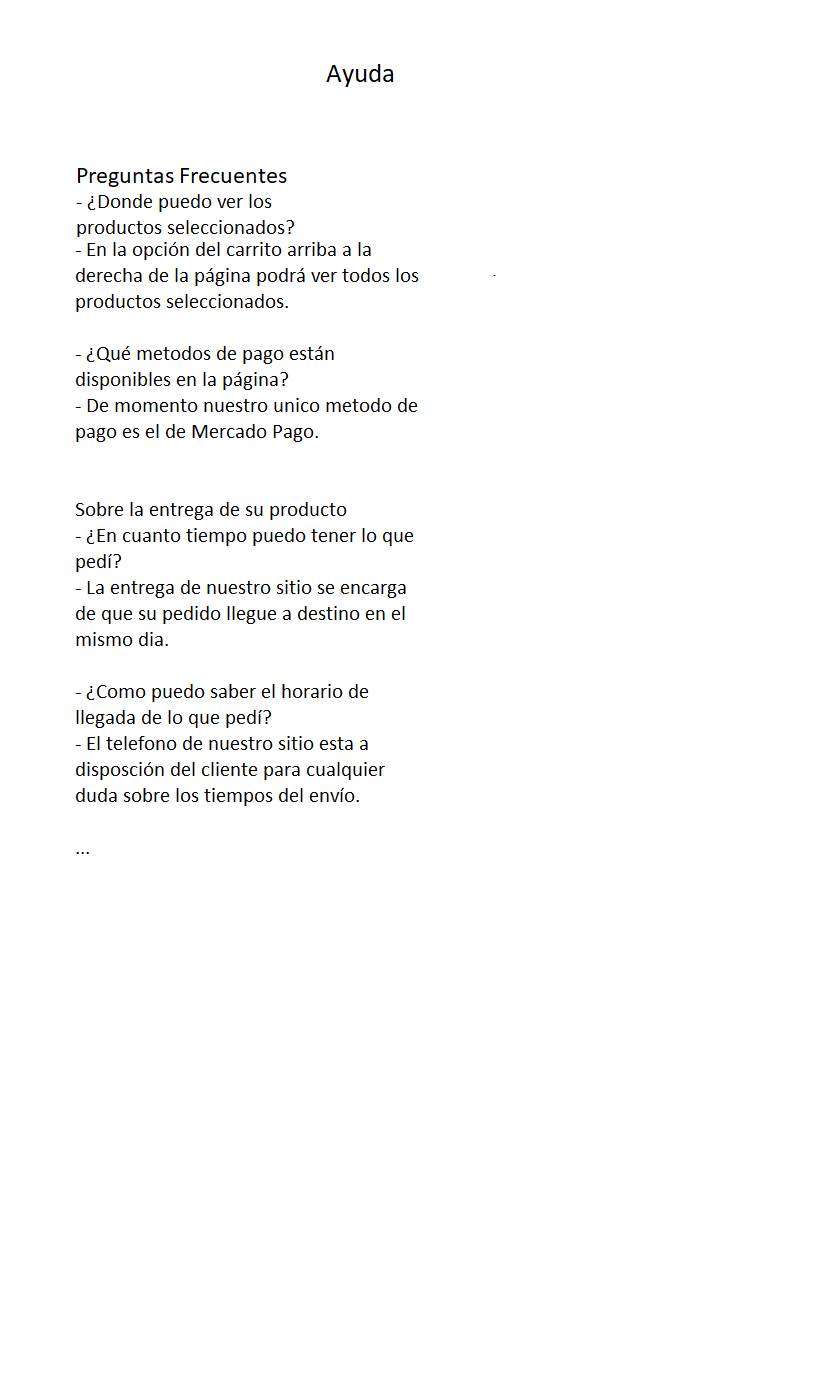 Ayuda
Preguntas Frecuentes
- ¿Donde puedo ver los
productos seleccionados?
- En la opción del carrito arriba a la
derecha de la página podrá ver todos los
productos seleccionados.
- ¿Qué metodos de pago están
disponibles en la página?
- De momento nuestro unico metodo de
pago es el de Mercado Pago.
Sobre la entrega de su producto
- ¿En cuanto tiempo puedo tener lo que
pedí?
- La entrega de nuestro sitio se encarga
de que su pedido llegue a destino en el
mismo dia.
- ¿Como puedo saber el horario de
llegada de lo que pedí?
- El telefono de nuestro sitio esta a
disposción del cliente para cualquier
duda sobre los tiempos del envío.
...